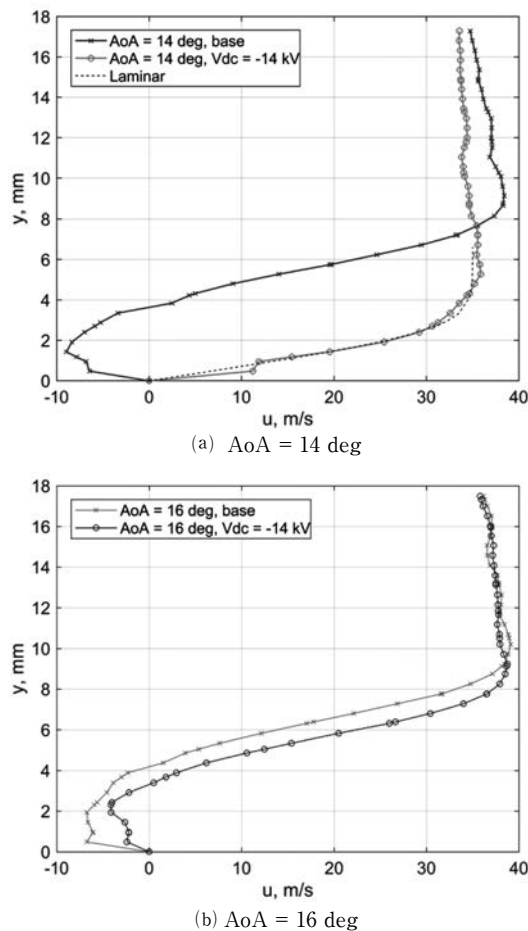 18
16
14
12
10
8
6
4
2
0
y, mm
AoA = 14 deg, base
AoA = 14 deg, Vdc = -14 kV
Laminar
-10 0 10 20 30 40
u, m/s
(a) AoA = 14 deg
18
16
14
12
10
8
6
4
2
0
y, mm
AoA = 16 deg, base
AoA = 16 deg, Vdc = -14 kV
-10 0 10 20 30 40
u, m/s
(b) AoA = 16 deg